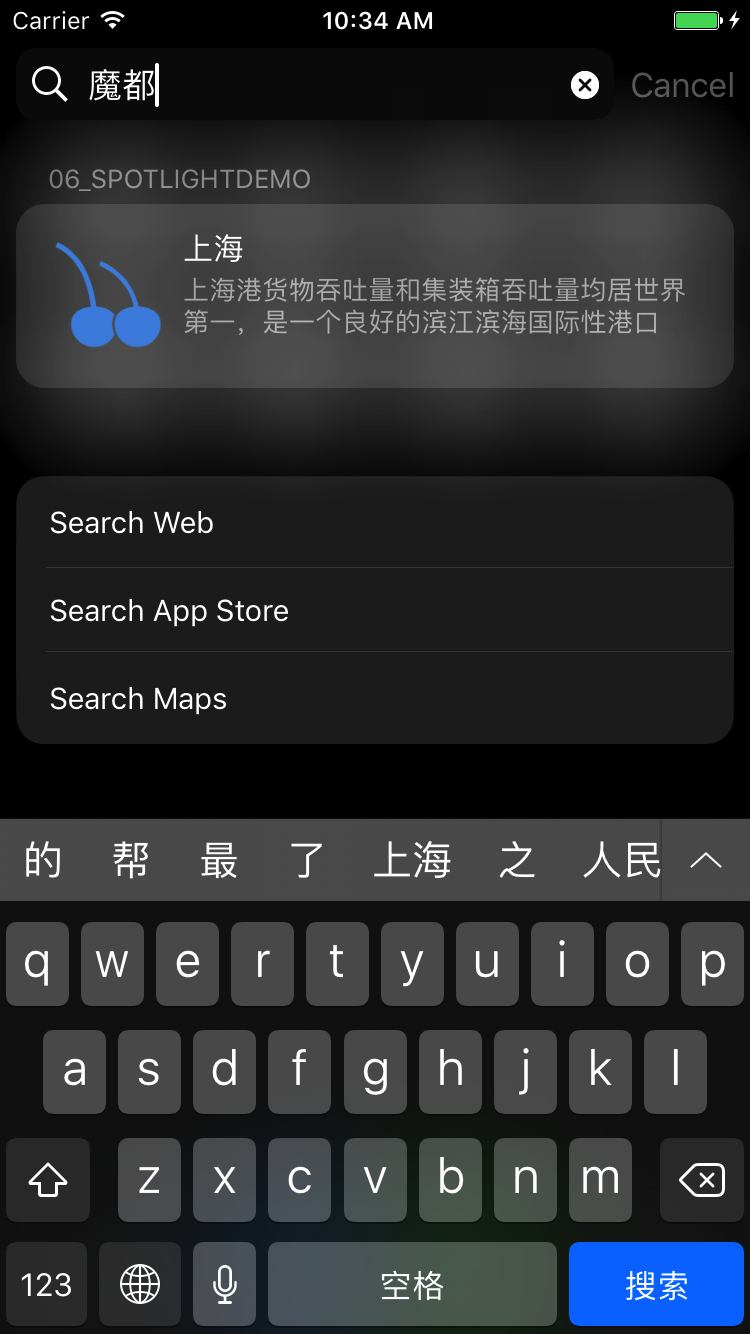 Carrier 10:34 AM
魔都 Cancel
06_SPOTLIGHTDEMO
上海
上海港货物吞吐量和集装箱吞吐量均居世界
第一，是一个良好的滨江滨海国际性港口
Search Web
Search App Store
Search Maps
的 帮 最 了 上海 之 人民
q w e r t y u i o p
a s d f g h j k l
z x c v b n m
123 空格 搜索